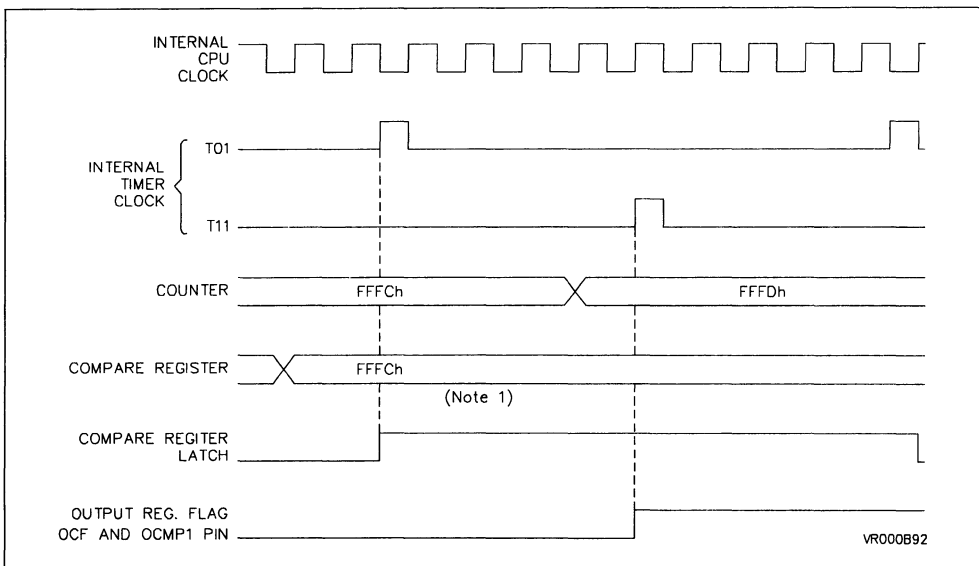 INTERNAL
CPU
CLOCK
T01
INTERNAL
TIMER
CLOCK
T11
COUNTER
FFFCh
FFFDh
COMPARE REGISTER
FFFCh
(Note 1)
COMPARE REGITER
LATCH
OUTPUT REG. FLAG
OCF AND OCMP1 PIN
VR000B92